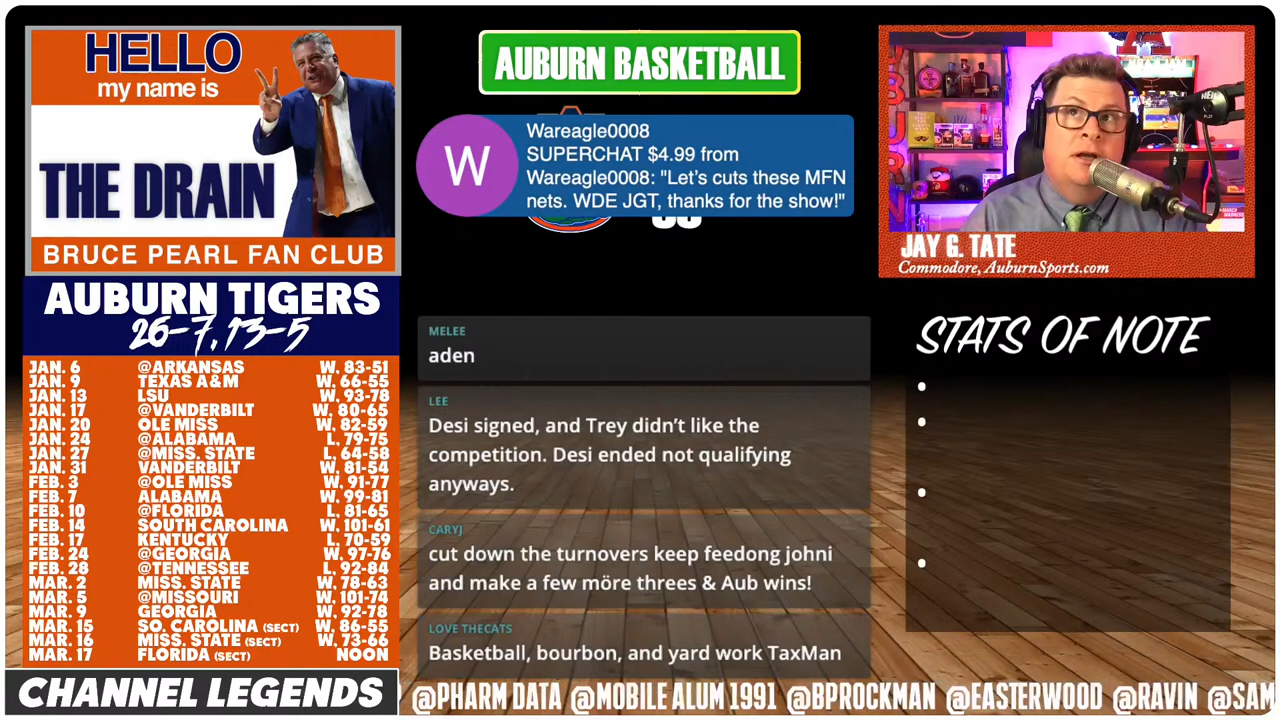 HELLO
my name is
THE DRAIN
BRUCE PEARL FAN CLUB
AUBURN TIGERS
26-7, 13-5
JAN. 6 @ARKANSAS W, 83-51
JAN. 9 TEXAS A&M W, 66-55
JAN. 13 LSU W, 93-78
JAN. 17 @VANDERBILT W, 80-65
JAN. 20 OLE MISS W, 82-59
JAN. 24 @ALABAMA L, 79-75
JAN. 27 @MISS. STATE L, 64-58
JAN. 31 VANDERBILT W, 81-54
FEB. 3 @OLE MISS W, 91-77
FEB. 7 ALABAMA W, 99-81
FEB. 10 @FLORIDA L, 81-65
FEB. 14 SOUTH CAROLINA W, 101-61
FEB. 17 KENTUCKY L, 70-59
FEB. 24 @GEORGIA W, 97-76
FEB. 28 @TENNESSEE L, 92-84
MAR. 2 MISS. STATE W, 78-63
MAR. 5 @MISSOURI W, 101-74
MAR. 9 GEORGIA W, 92-78
MAR. 15 SO. CAROLINA (SECT) W, 86-55
MAR. 16 MISS. STATE (SECT) W, 73-66
MAR. 17 FLORIDA (SECT) NOON
AUBURN BASKETBALL
W
Wareagle0008
SUPERCHAT $4.99 from
Wareagle0008: "Let's cuts these MFN
nets. WDE JGT, thanks for the show!"
MELEE
aden
LEE
Desi signed, and Trey didn't like the
competition. Desi ended not qualifying
anyways.
CARYJ
cut down the turnovers keep feedong johni
and make a few möre threes & Aub wins!
LOVE THECATS
Basketball, bourbon, and yard work TaxMan
JAY G. TATE
Commodore, AuburnSports.com
STATS OF NOTE
CHANNEL LEGENDS
@PHARM DATA @MOBILE ALUM 1991 @BPROCKMAN @EASTERWOOD @RAVIN @SAM